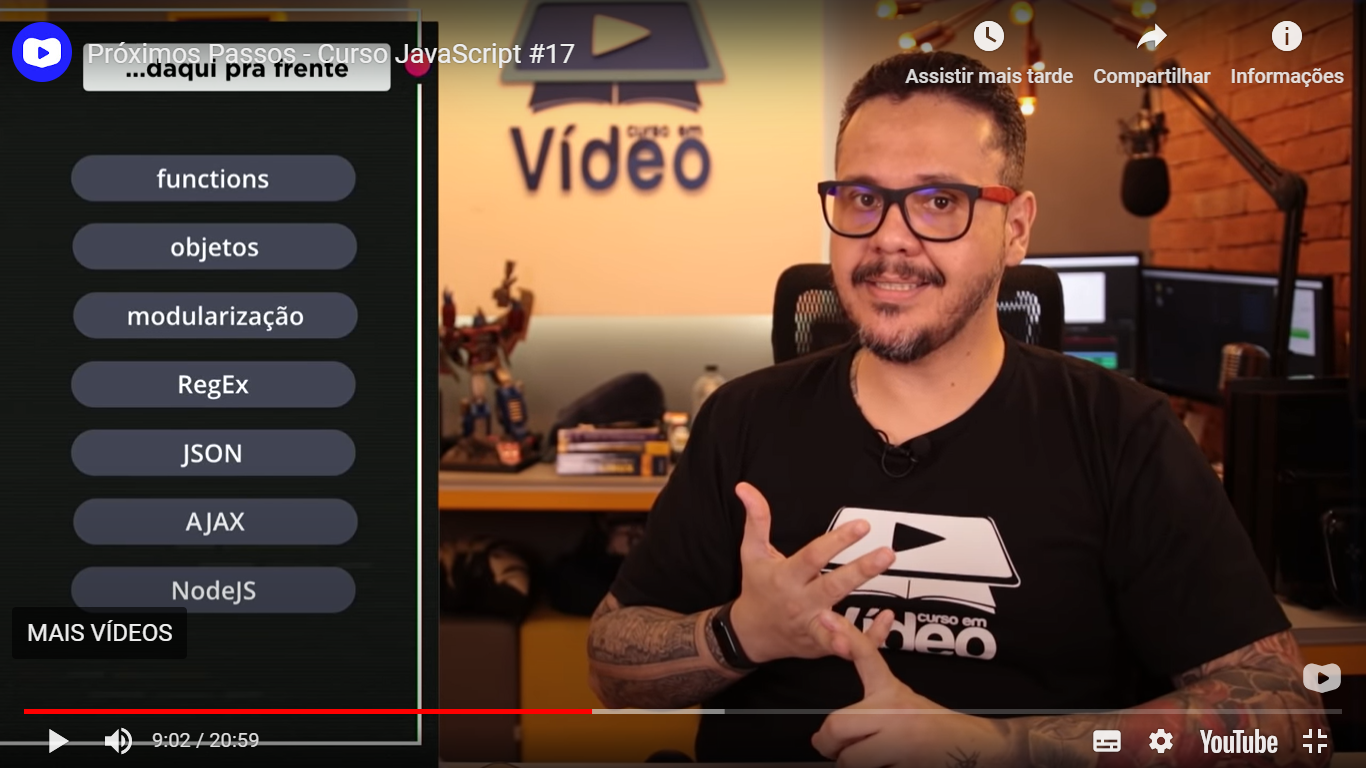 Próximos Passos - Curso JavaScript #17
...daqui pra frente
Assistir mais tarde
Compartilhar
Informações
curso em
Vídeo
functions
objetos
modularização
RegEx
JSON
AJAX
NodeJS
curso em
Vídeo
MAIS VÍDEOS
9:02 / 20:59
YouTube